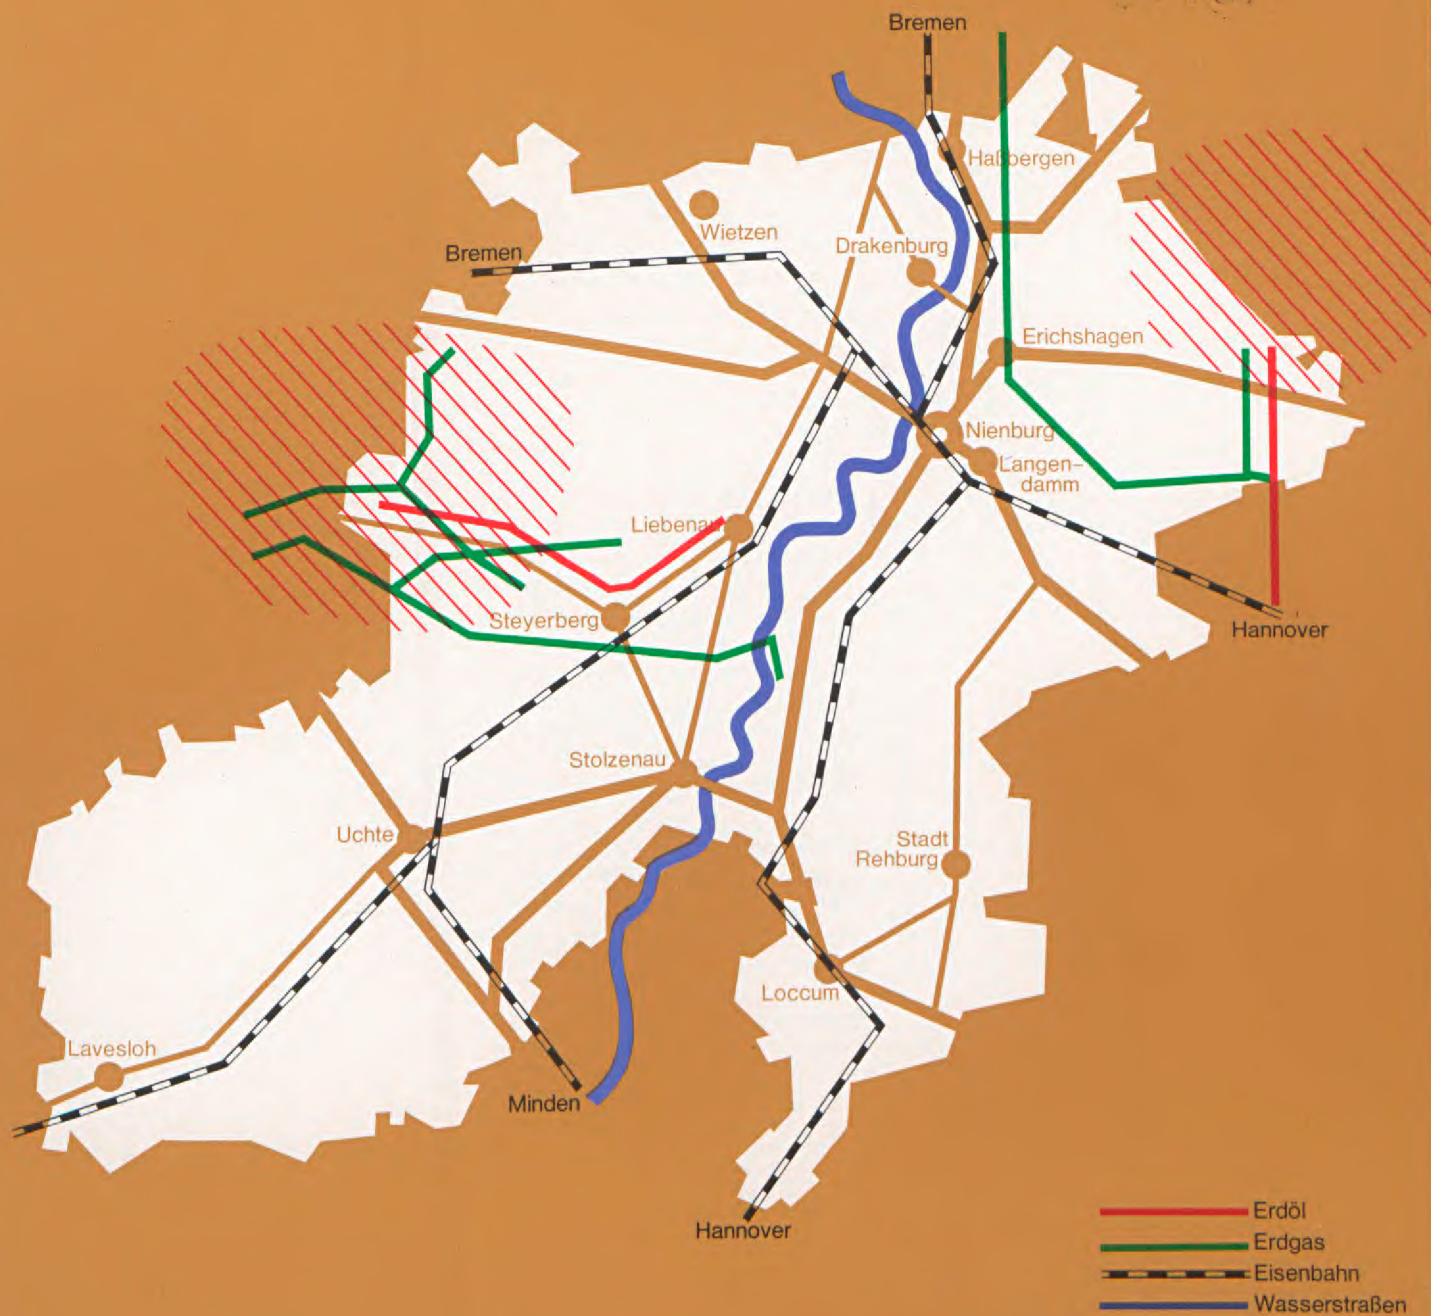 Bremen
Haßbergen
Wietzen
Drakenburg
Bremen
Erichshagen
Nienburg
Langen-
damm
Liebenau
Steyerberg
Hannover
Stolzenau
Uchte
Stadt
Rehburg
Loccum
Lavesloh
Minden
Hannover
Erdöl
Erdgas
Eisenbahn
Wasserstraßen